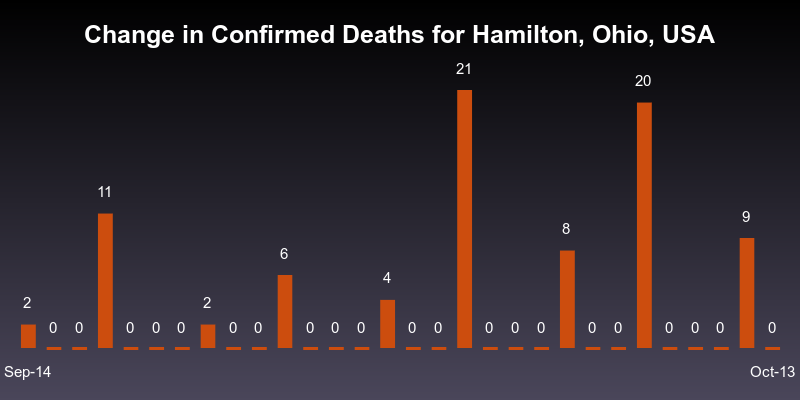 Change in Confirmed Deaths for Hamilton, Ohio, USA
2 0 0 11 0 0 0 2 0 0 6 0 0 0 4 0 0 21 0 0 0 8 0 0 20 0 0 0 9 0
Sep-14 Oct-13